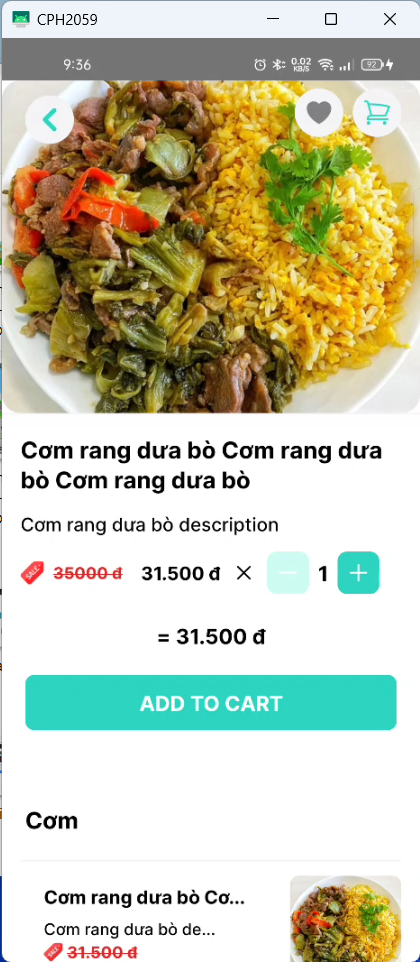 CPH2059
9:36
0.02
KB/S
92
Cơm rang dưa bò Cơm rang dưa
bò Cơm rang dưa bò
Cơm rang dưa bò description
SALE 35000 đ 31.500 đ × 1 +
= 31.500 đ
ADD TO CART
Cơm
Cơm rang dưa bò Cơ...
Cơm rang dưa bò de...
SALE 31.500 đ